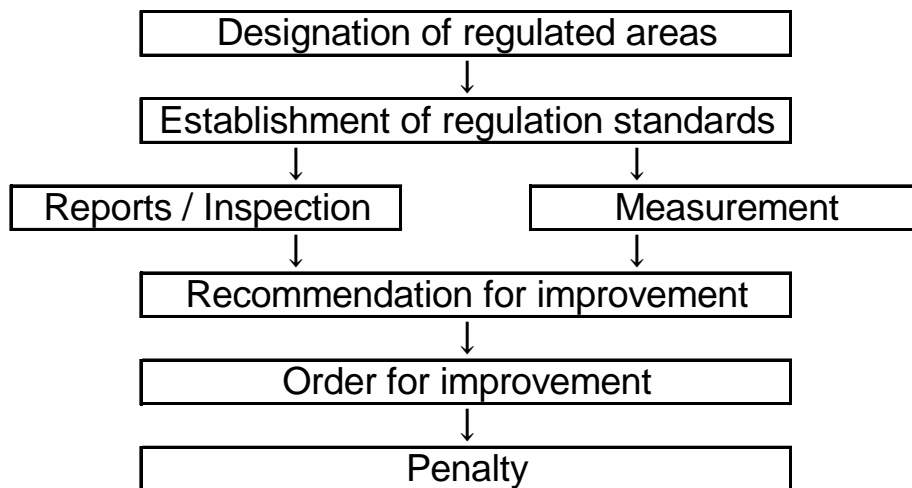 Designation of regulated areas
Establishment of regulation standards
Reports / Inspection
Measurement
Recommendation for improvement
Order for improvement
Penalty